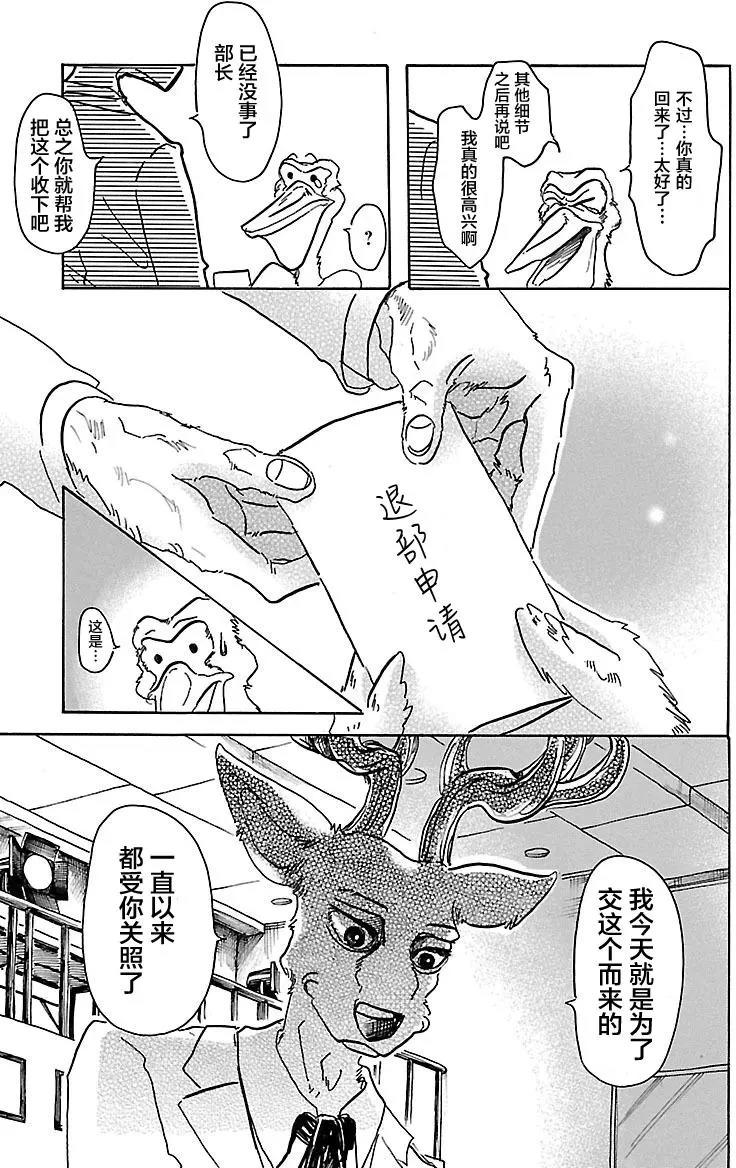 不过…你真的
回来了…太好了…
其他细节
之后再说吧
我真的很高兴啊
已经没事了
部长
?
总之你就帮我
把这个收下吧
退部申请
这是…
我今天就是为了
交这个而来的
一直以来
都受你关照了